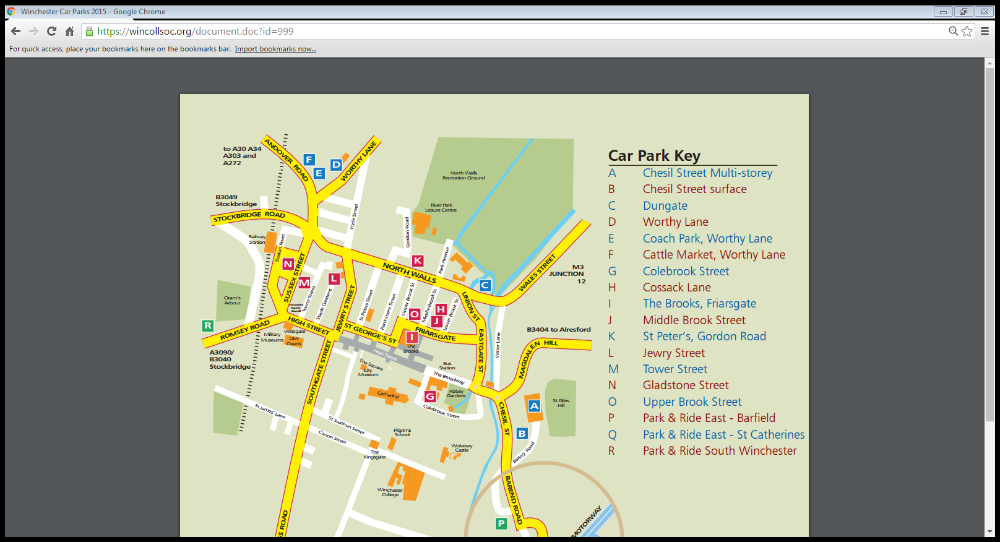 Winchester Car Parks 2015 - Google Chrome
https://wincollsoc.org/document.doc?id=999
For quick access, place your bookmarks here on the bookmarks bar. Import bookmarks now...
to A30 A34
A303 and
A272
ANDOVER ROAD
F
E
D
WORTHY LANE
North Walls
Recreation Ground
B3049
Stockbridge
STOCKBRIDGE ROAD
Hyde Street
River Park
Leisure Centre
Gordon Road
Railway
Station
Station Road
Park Avenue
N
SUSSEX STREET
M
L
K
NORTH WALLS
C
WALES STREET
M3
JUNCTION
12
Oram's
Arbour
Hampshire
County
Council
Tower Street
Staple Gardens
JEWRY STREET
St Peters Street
Parchment Street
Upper Brook St
Middle Brook St
Lower Brook St
UNION ST
O
H
J
R
ROMSEY ROAD
HIGH STREET
Westgate
Military
Museums
Law
Courts
ST GEORGE'S ST
FRIARSGATE
I
The
Brooks
EASTGATE ST
Water Lane
B3404 to Alresford
MAGDALEN HILL
A3090/
B3040
Stockbridge
SOUTHGATE STREET
High Street
The Square
City
Museum
Bus
Station
The Broadway
Abbey
Gardens
Cathedral
G
Colebrook Street
St James' Lane
St Swithun Street
Canon Street
CHESIL ST
A
B
St Giles
Hill
Baring Road
Pilgrims
School
The
Kingsgate
Wolvesey
Castle
Winchester
College
BAREND ROAD
P
MOTORWAY
SS ROAD
Car Park Key
A Chesil Street Multi-storey
B Chesil Street surface
C Dungate
D Worthy Lane
E Coach Park, Worthy Lane
F Cattle Market, Worthy Lane
G Colebrook Street
H Cossack Lane
I The Brooks, Friarsgate
J Middle Brook Street
K St Peter's, Gordon Road
L Jewry Street
M Tower Street
N Gladstone Street
O Upper Brook Street
P Park & Ride East - Barfield
Q Park & Ride East - St Catherines
R Park & Ride South Winchester